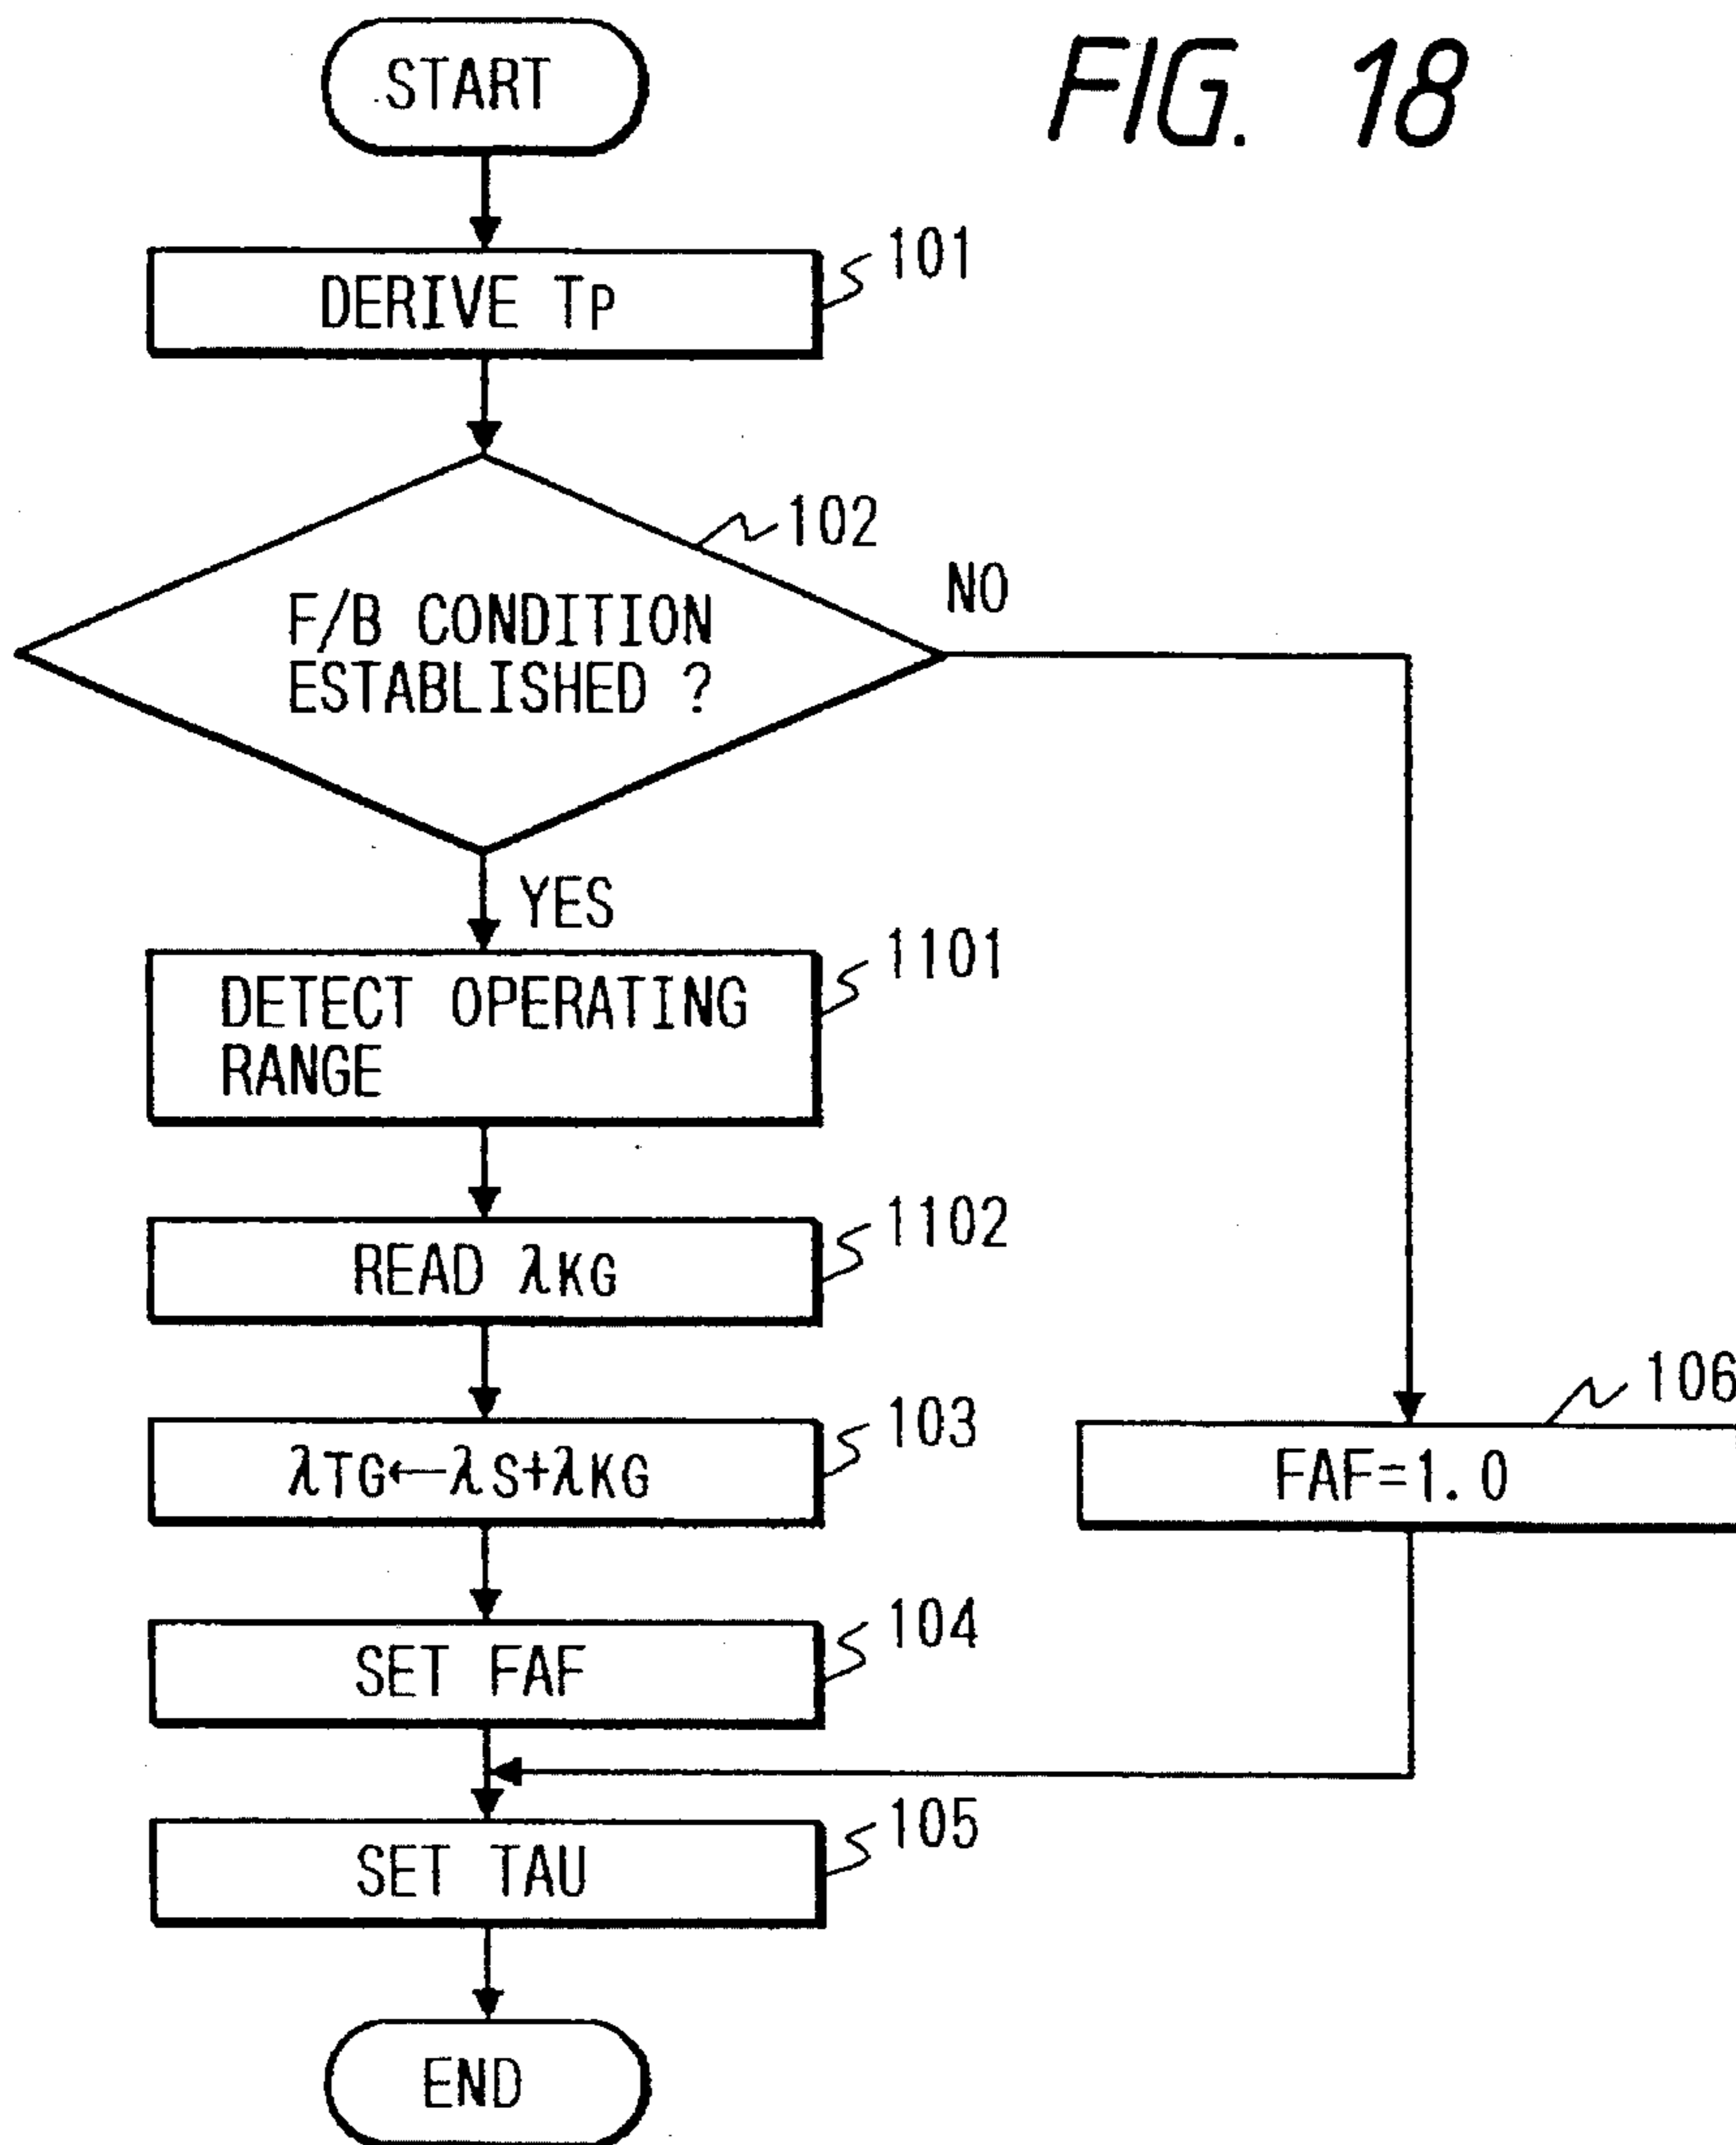 FIG. 18
START
DERIVE TP
101
102
F/B CONDITION
ESTABLISHED ?
NO
YES
DETECT OPERATING
RANGE
1101
READ λKG
1102
λTG←λS+λKG
103
FAF=1.0
106
SET FAF
104
SET TAU
105
END